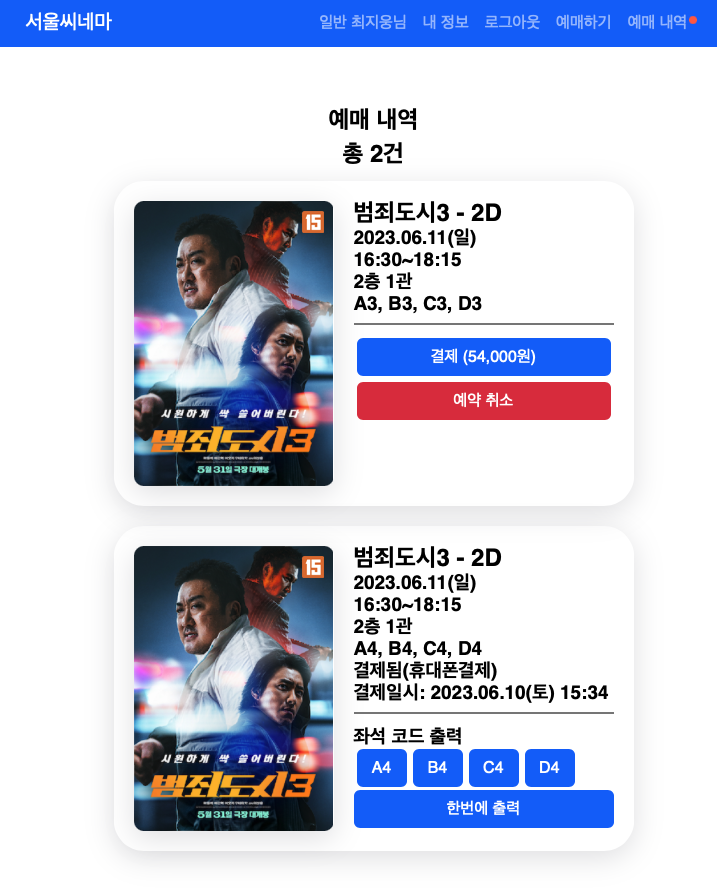 서울씨네마
일반 최지웅님 내 정보 로그아웃 예매하기 예매 내역
예매 내역
총 2건
15
시원하게 싹 쓸어버린다!
범죄도시3
5월 31일 극장 대개봉
범죄도시3 - 2D
2023.06.11(일)
16:30~18:15
2층 1관
A3, B3, C3, D3
결제 (54,000원)
예약 취소
15
시원하게 싹 쓸어버린다!
범죄도시3
5월 31일 극장 대개봉
범죄도시3 - 2D
2023.06.11(일)
16:30~18:15
2층 1관
A4, B4, C4, D4
결제됨(휴대폰결제)
결제일시: 2023.06.10(토) 15:34
좌석 코드 출력
A4 B4 C4 D4
한번에 출력